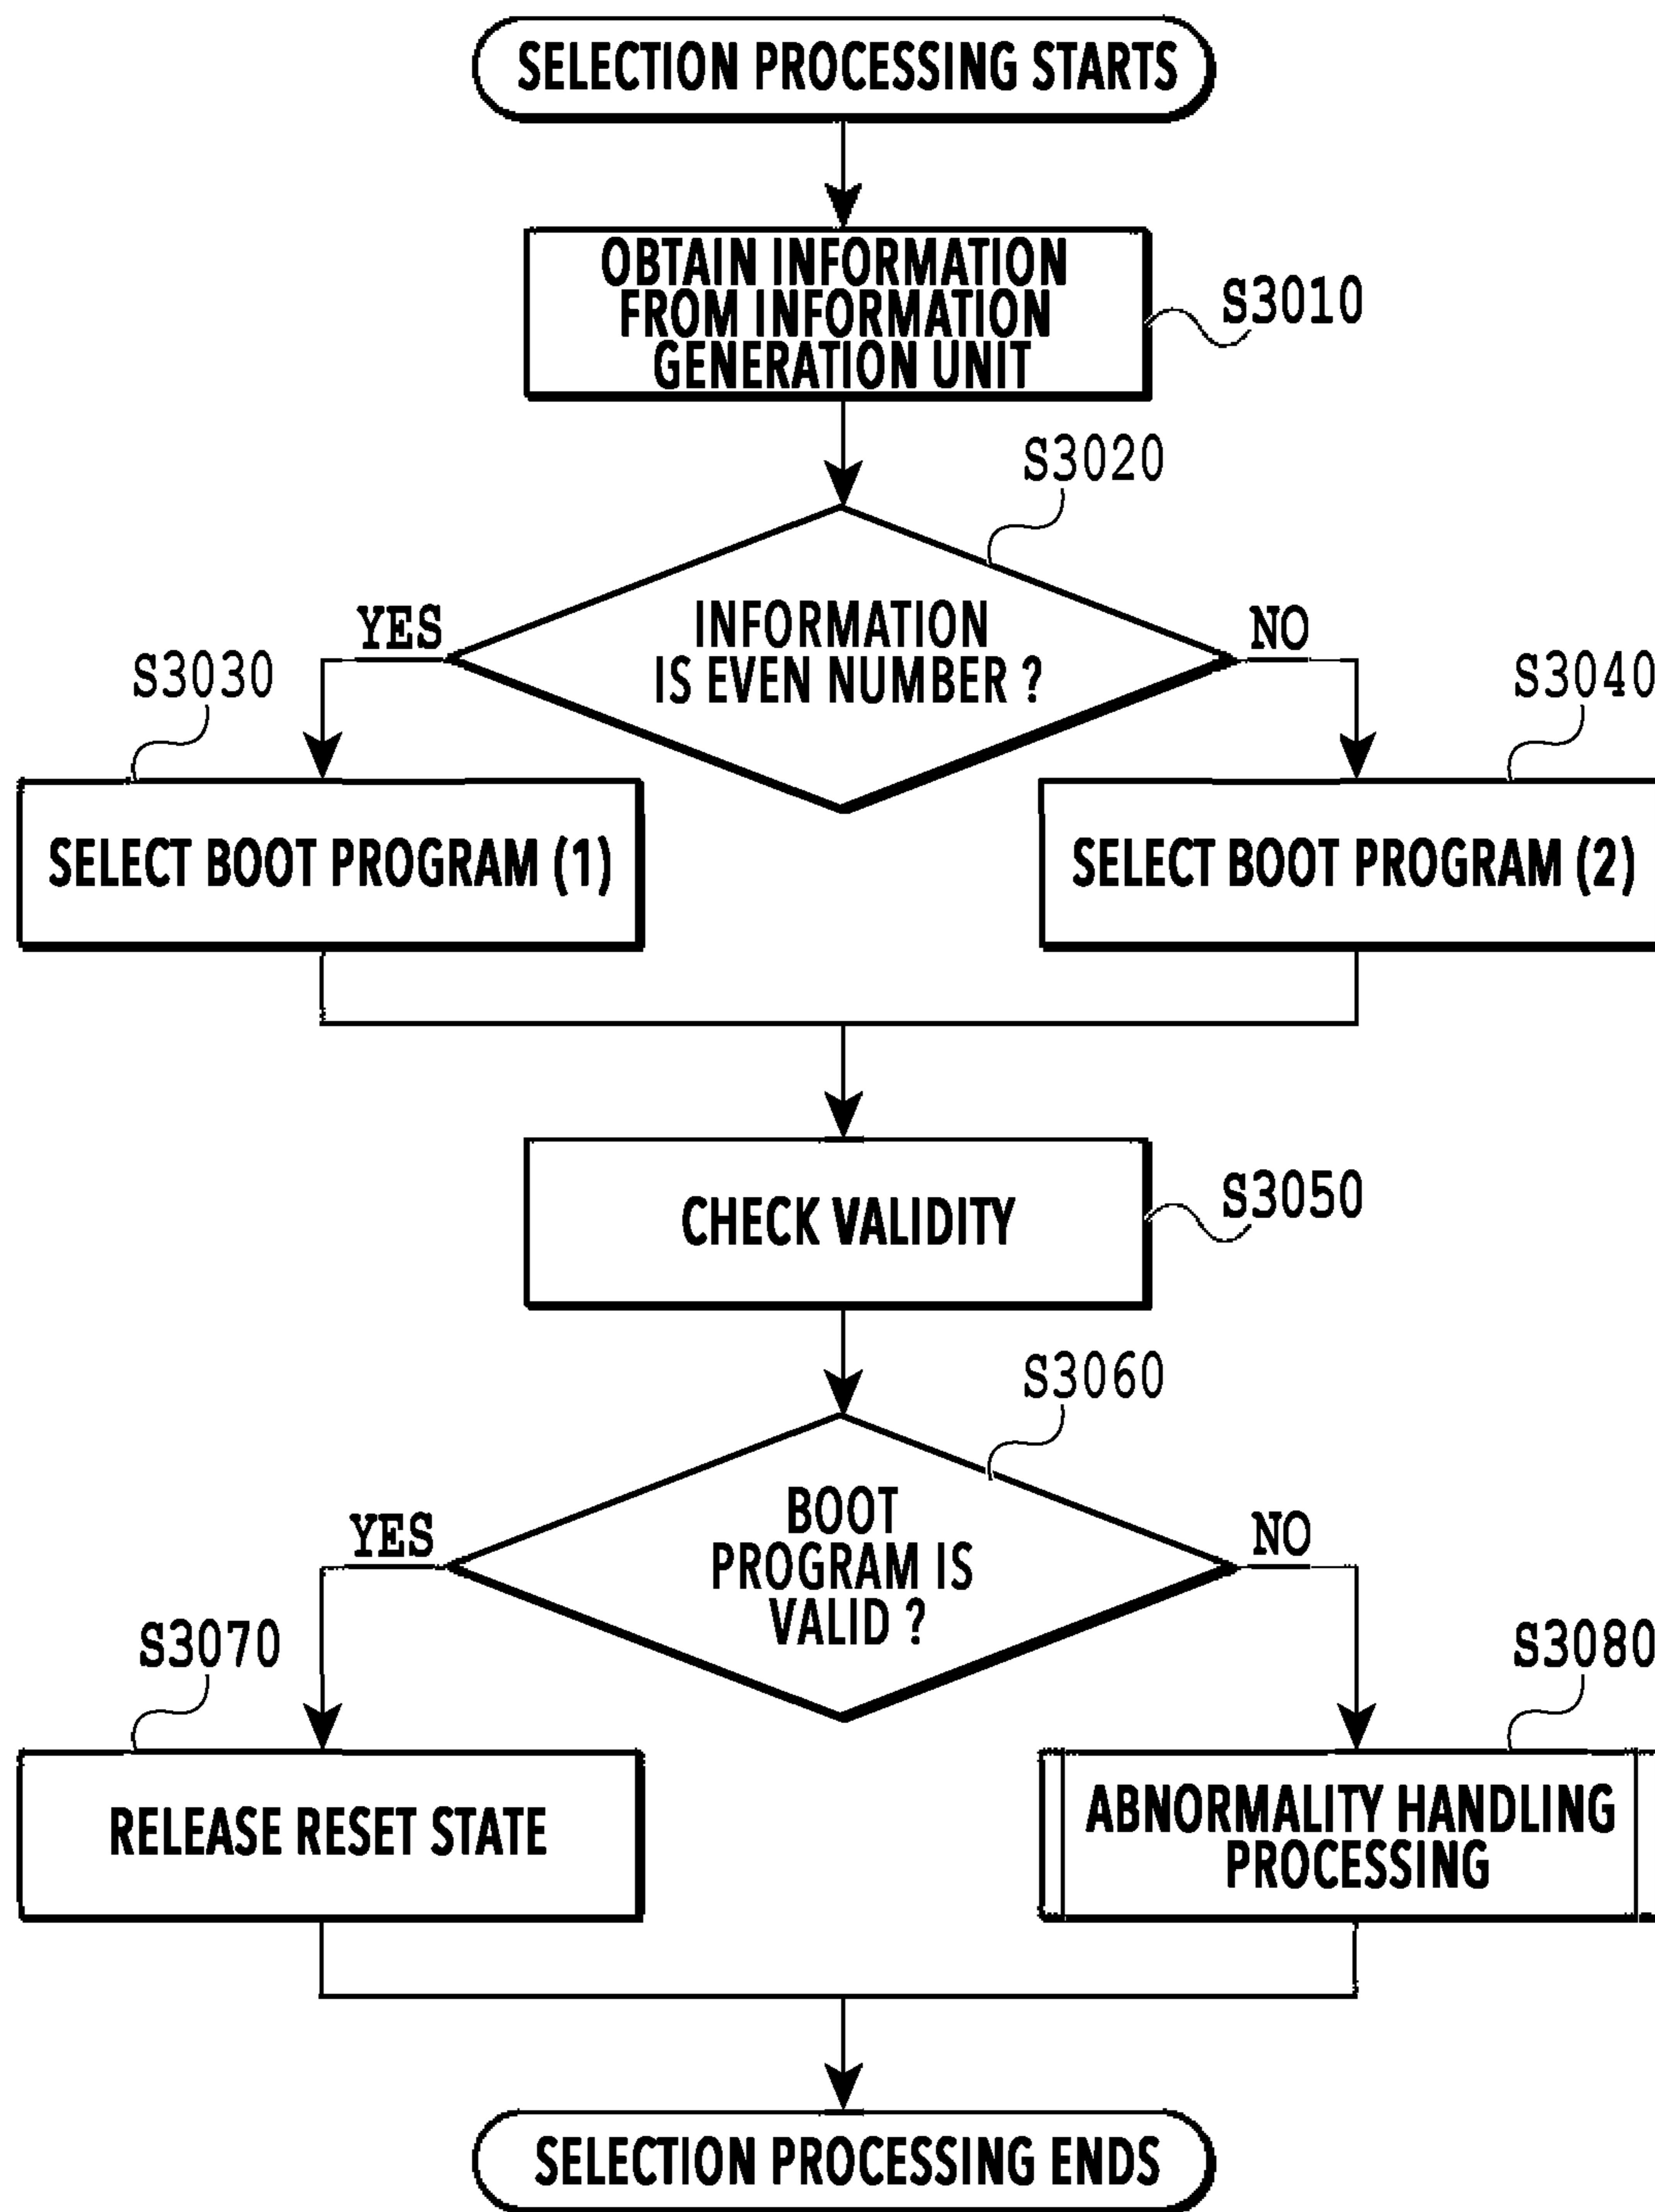 SELECTION PROCESSING STARTS
OBTAIN INFORMATION
FROM INFORMATION
GENERATION UNIT
S3010
S3020
INFORMATION
IS EVEN NUMBER ?
YES
NO
S3030
S3040
SELECT BOOT PROGRAM (1)
SELECT BOOT PROGRAM (2)
CHECK VALIDITY
S3050
S3060
BOOT
PROGRAM IS
VALID ?
YES
NO
S3070
S3080
RELEASE RESET STATE
ABNORMALITY HANDLING
PROCESSING
SELECTION PROCESSING ENDS